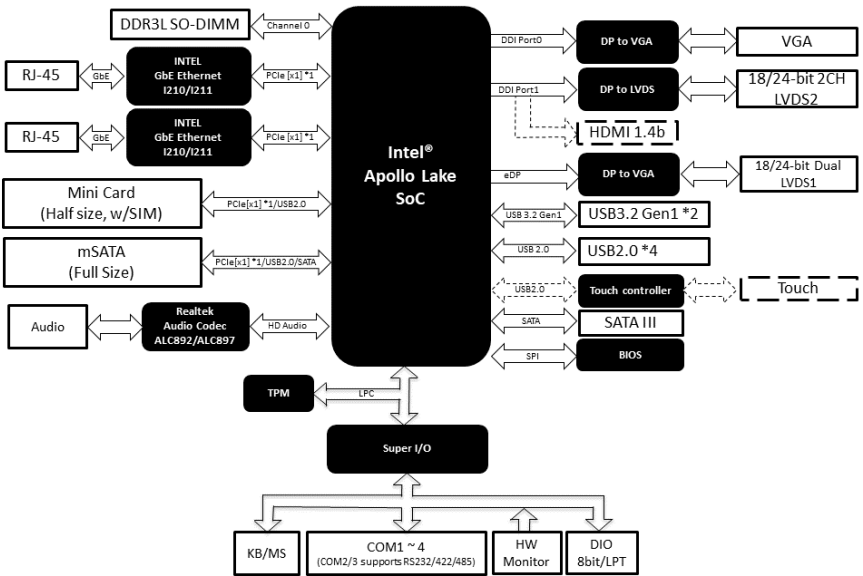 DDR3L SO-DIMM
Channel 0
RJ-45
GbE
INTEL
GbE Ethernet
I210/I211
PCIe [x1] *1
RJ-45
GbE
INTEL
GbE Ethernet
I210/I211
PCIe [x1] *1
Mini Card
(Half size, w/SIM)
PCIe[x1] *1/USB2.0
mSATA
(Full Size)
PCIe[x1] *1/USB2.0/SATA
Audio
Realtek
Audio Codec
ALC892/ALC897
HD Audio
Intel®
Apollo Lake
SoC
DDI Port0
DP to VGA
VGA
DDI Port1
DP to LVDS
18/24-bit 2CH
LVDS2
HDMI 1.4b
eDP
DP to VGA
18/24-bit Dual
LVDS1
USB 3.2 Gen1
USB3.2 Gen1 *2
USB 2.0
USB2.0 *4
USB2.0
Touch controller
Touch
SATA
SATA III
SPI
BIOS
TPM
LPC
Super I/O
KB/MS
COM1 ~ 4
(COM2/3 supports RS232/422/485)
HW
Monitor
DIO
8bit/LPT